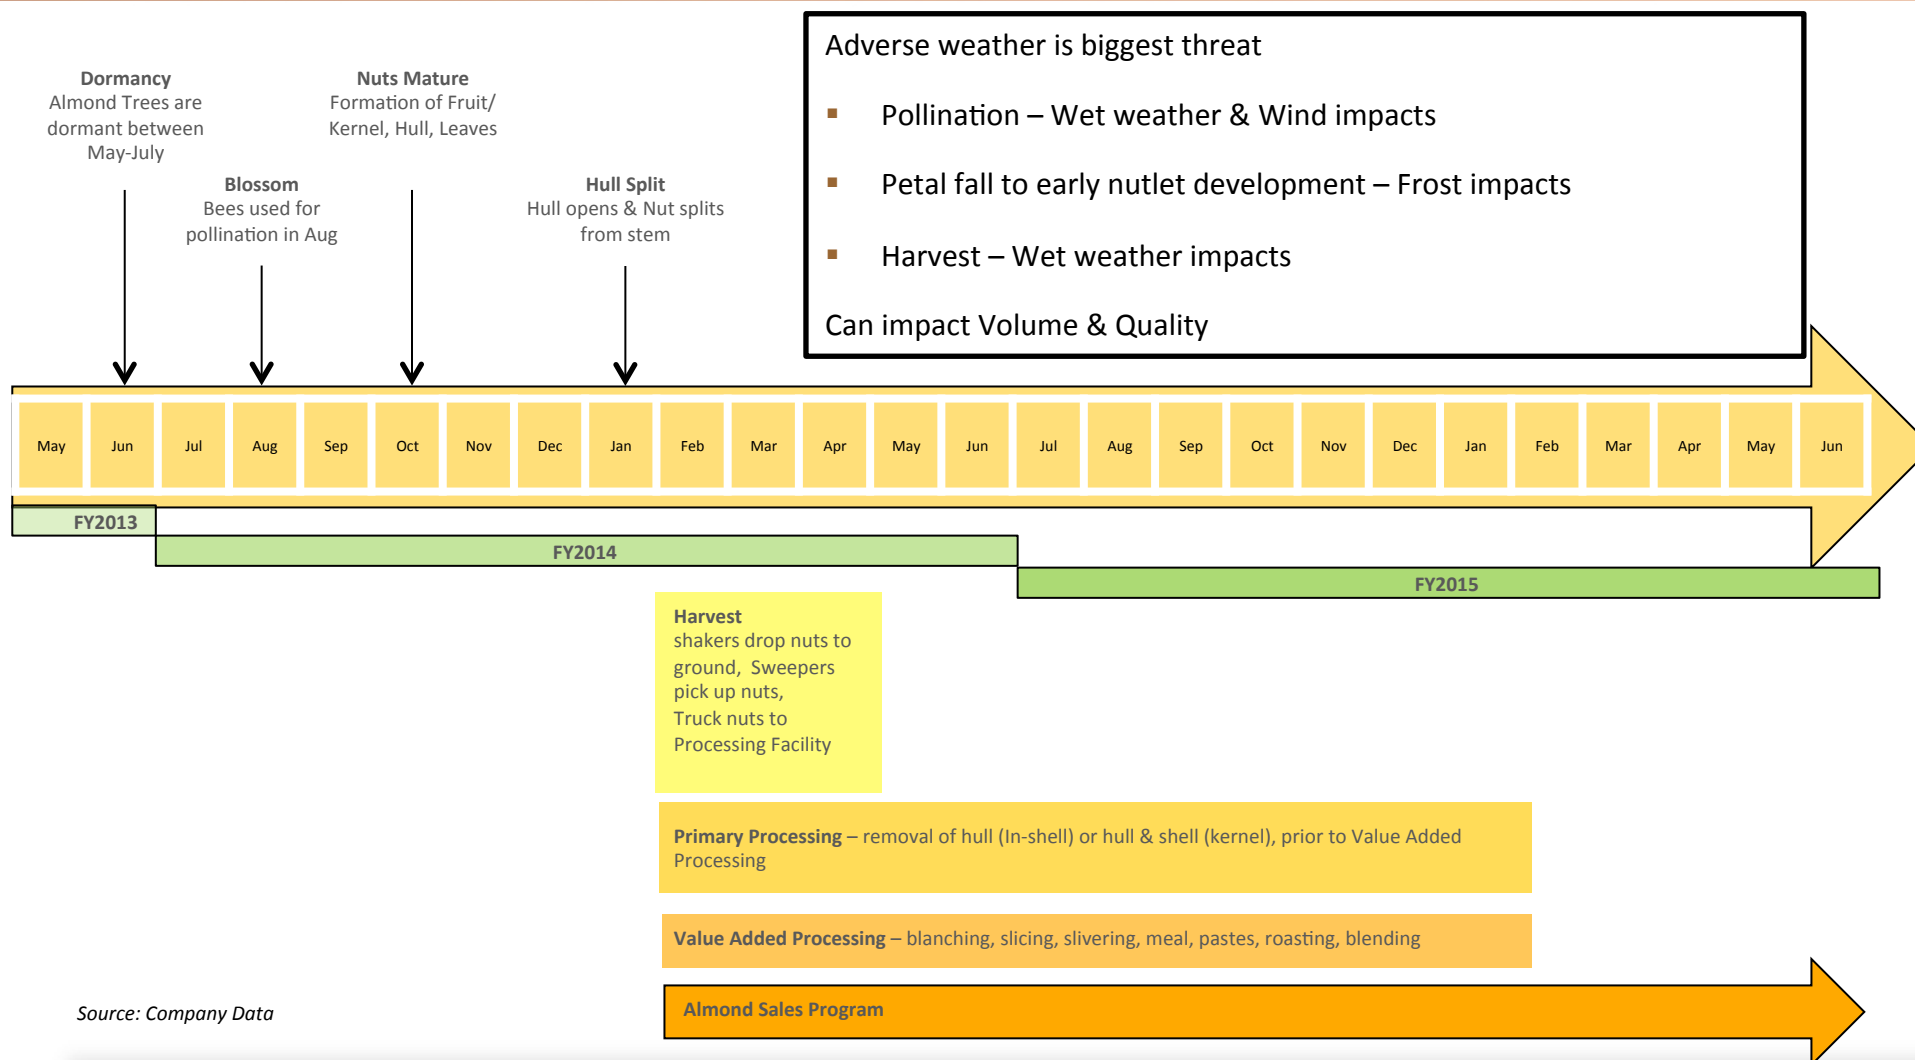 Adverse weather is biggest threat
▪ Pollination – Wet weather & Wind impacts
▪ Petal fall to early nutlet development – Frost impacts
▪ Harvest – Wet weather impacts
Can impact Volume & Quality
Dormancy
Almond Trees are
dormant between
May-July
Nuts Mature
Formation of Fruit/
Kernel, Hull, Leaves
Blossom
Bees used for
pollination in Aug
Hull Split
Hull opens & Nut splits
from stem
May Jun Jul Aug Sep Oct Nov Dec Jan Feb Mar Apr May Jun Jul Aug Sep Oct Nov Dec Jan Feb Mar Apr May Jun
FY2013
FY2014
FY2015
Harvest
shakers drop nuts to
ground, Sweepers
pick up nuts,
Truck nuts to
Processing Facility
Primary Processing – removal of hull (In-shell) or hull & shell (kernel), prior to Value Added
Processing
Value Added Processing – blanching, slicing, slivering, meal, pastes, roasting, blending
Almond Sales Program
Source: Company Data